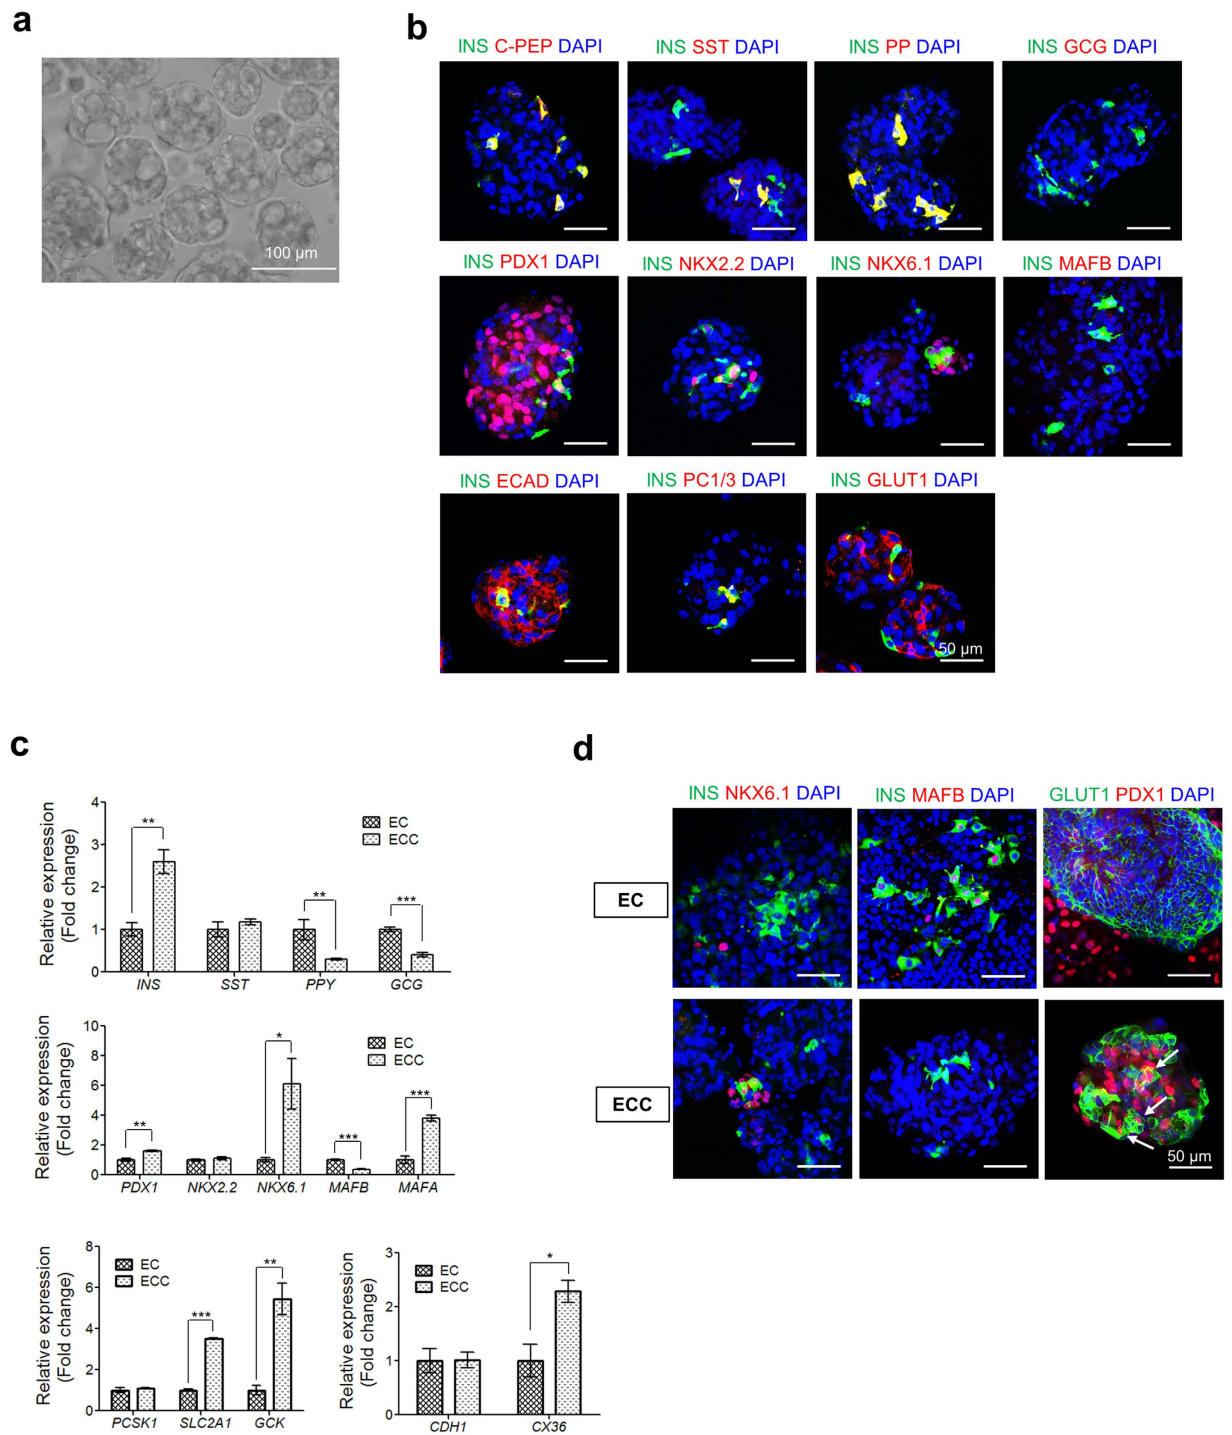 a
100 µm
b
INS C-PEP DAPI
INS SST DAPI
INS PP DAPI
INS GCG DAPI
INS PDX1 DAPI
INS NKX2.2 DAPI
INS NKX6.1 DAPI
INS MAFB DAPI
INS ECAD DAPI
INS PC1/3 DAPI
INS GLUT1 DAPI
50 µm
c
Relative expression
(Fold change)
4
3
2
1
0
**
**
***
EC
ECC
INS
SST
PPY
GCG
Relative expression
(Fold change)
10
8
6
4
2
0
**
*
***
***
EC
ECC
PDX1
NKX2.2
NKX6.1
MAFB
MAFA
Relative expression
(Fold change)
8
6
4
2
0
EC
ECC
***
**
PCSK1
SLC2A1
GCK
Relative expression
(Fold change)
3
2
1
0
EC
ECC
*
CDH1
CX36
d
INS NKX6.1 DAPI
INS MAFB DAPI
GLUT1 PDX1 DAPI
EC
ECC
50 µm